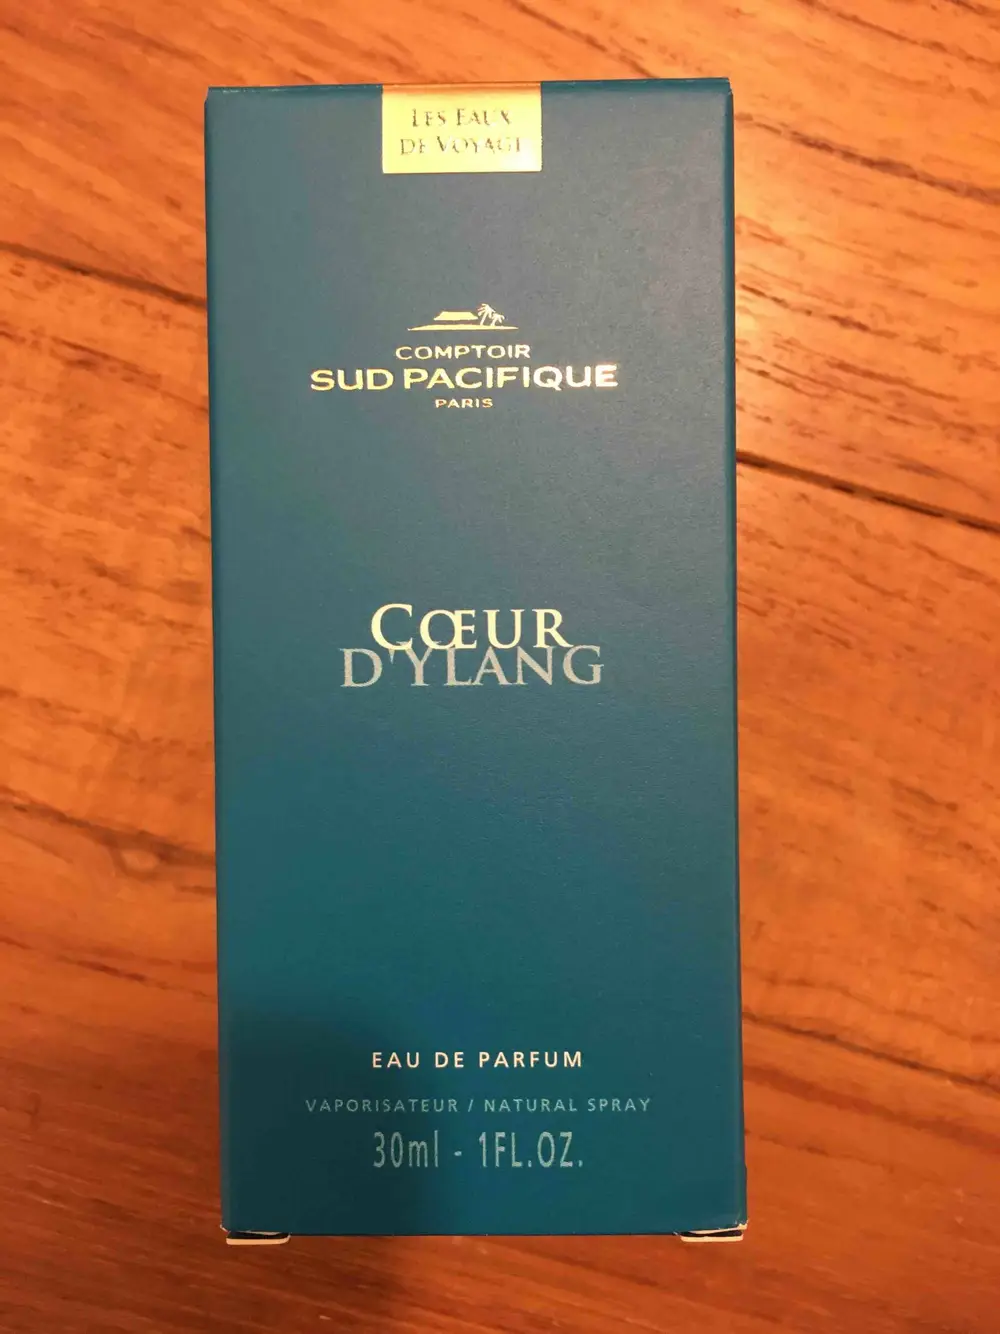 LES EAUX
DE VOYAGE
COMPTOIR
SUD PACIFIQUE
PARIS
CŒUR
D'YLANG
EAU DE PARFUM
VAPORISATEUR / NATURAL SPRAY
30ml - 1FL.OZ.